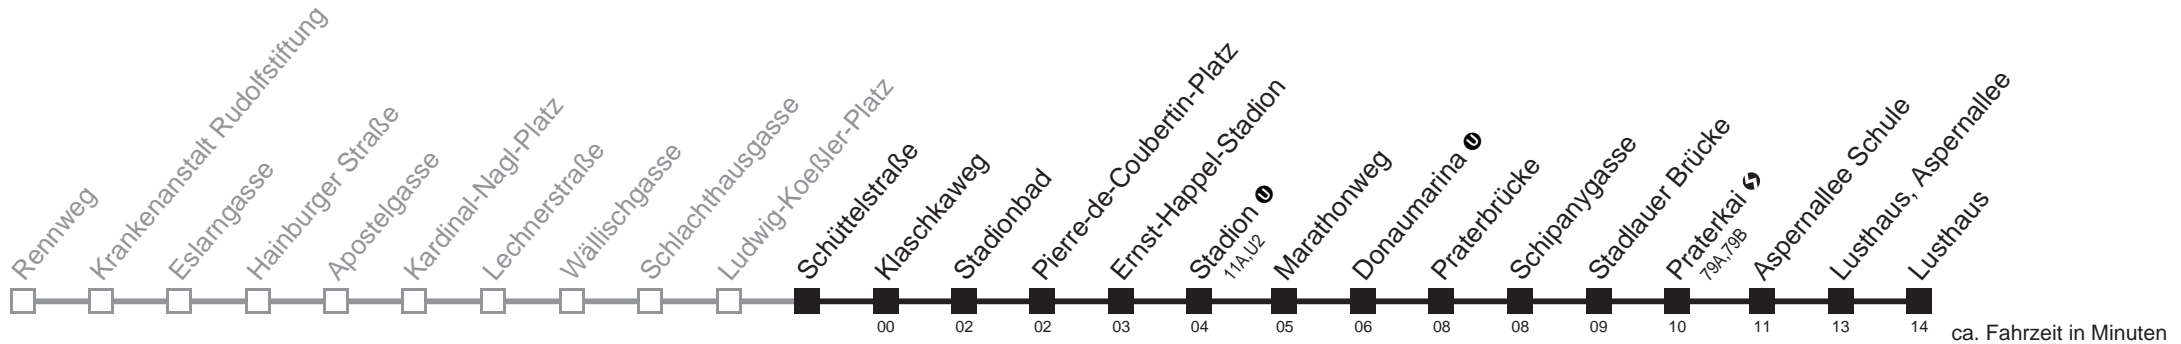 Rennweg
Krankenanstalt Rudolfstiftung
Eslarngasse
Hainburger Straße
Apostelgasse
Kardinal-Nagl-Platz
Lechnerstraße
Wällischgasse
Schlachthausgasse
Ludwig-Koeßler-Platz
Schüttelstraße
Klaschkaweg
Stadionbad
Pierre-de-Coubertin-Platz
Ernst-Happel-Stadion
Stadion U
11A,U2
Marathonweg
Donaumarina U
Praterbrücke
Schipanygasse
Stadlauer Brücke
Praterkai S
79A,79B
Aspernallee Schule
Lusthaus, Aspernallee
Lusthaus
00 02 02 03 04 05 06 08 08 09 10 11 13 14 ca. Fahrzeit in Minuten